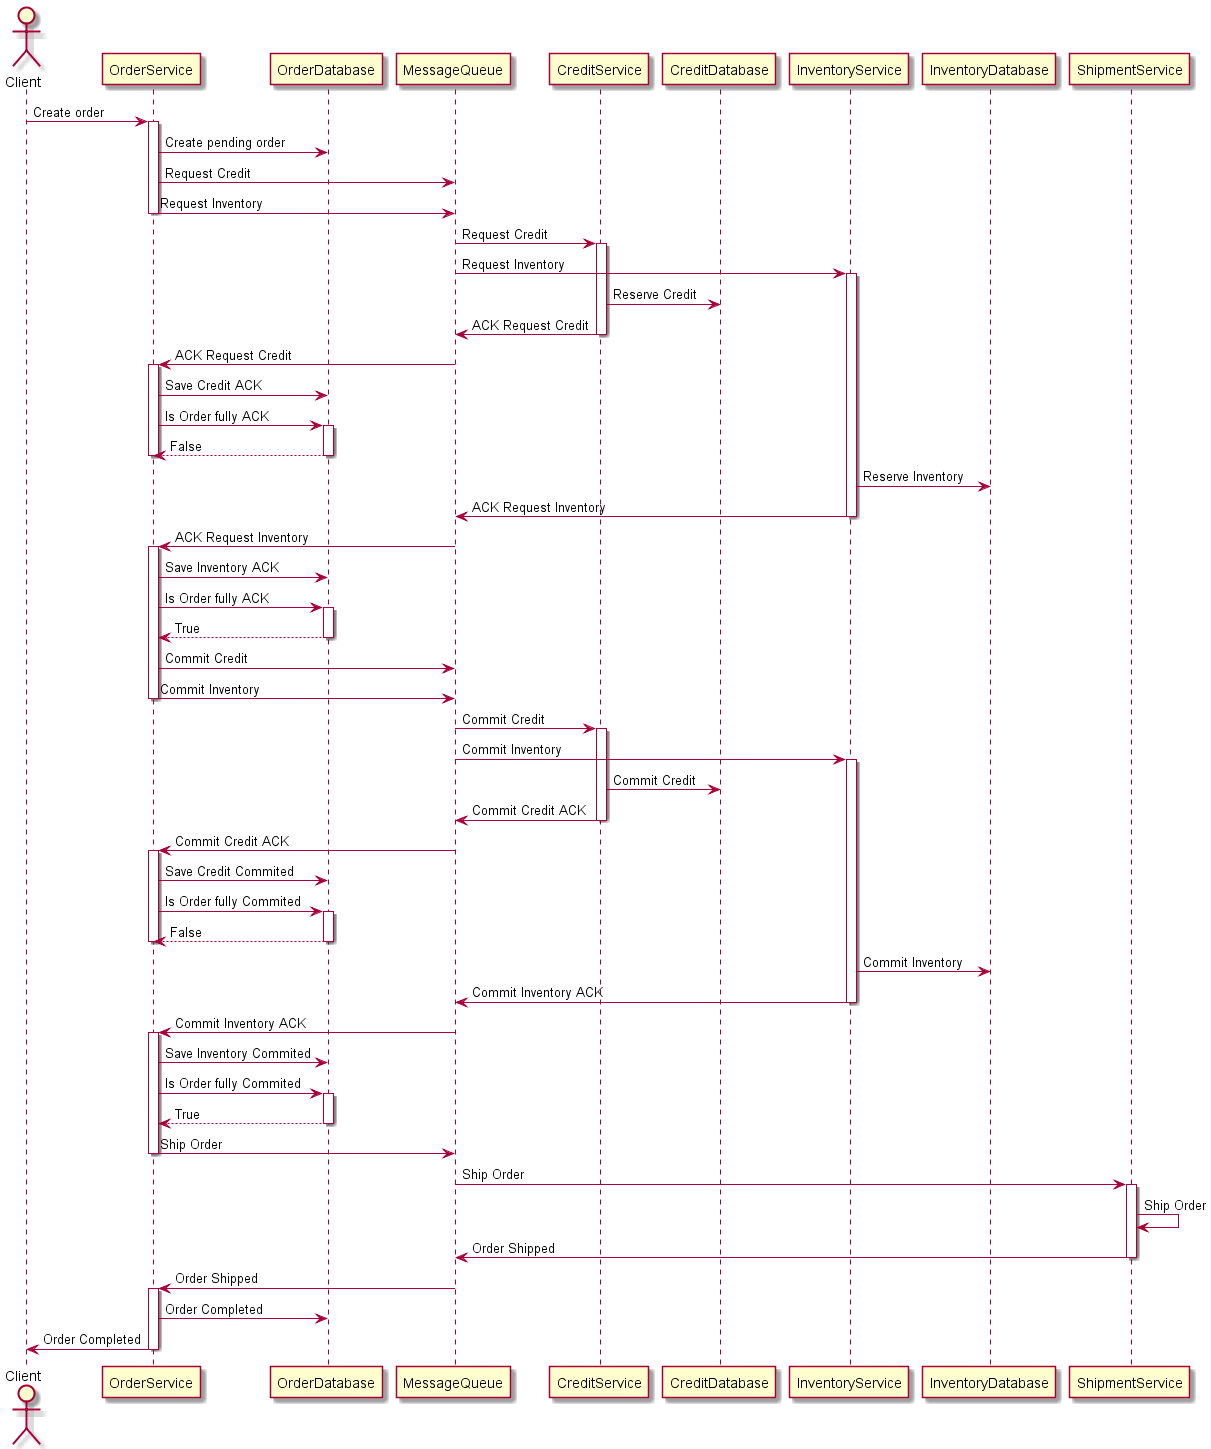 Client
OrderService
OrderDatabase
MessageQueue
CreditService
CreditDatabase
InventoryService
InventoryDatabase
ShipmentService
Create order
Create pending order
Request Credit
Request Inventory
Request Credit
Request Inventory
Reserve Credit
ACK Request Credit
ACK Request Credit
Save Credit ACK
Is Order fully ACK
False
Reserve Inventory
ACK Request Inventory
ACK Request Inventory
Save Inventory ACK
Is Order fully ACK
True
Commit Credit
Commit Inventory
Commit Credit
Commit Inventory
Commit Credit
Commit Credit ACK
Commit Credit ACK
Save Credit Commited
Is Order fully Commited
False
Commit Inventory
Commit Inventory ACK
Commit Inventory ACK
Save Inventory Commited
Is Order fully Commited
True
Ship Order
Ship Order
Ship Order
Order Shipped
Order Shipped
Order Completed
Order Completed
Client
OrderService
OrderDatabase
MessageQueue
CreditService
CreditDatabase
InventoryService
InventoryDatabase
ShipmentService